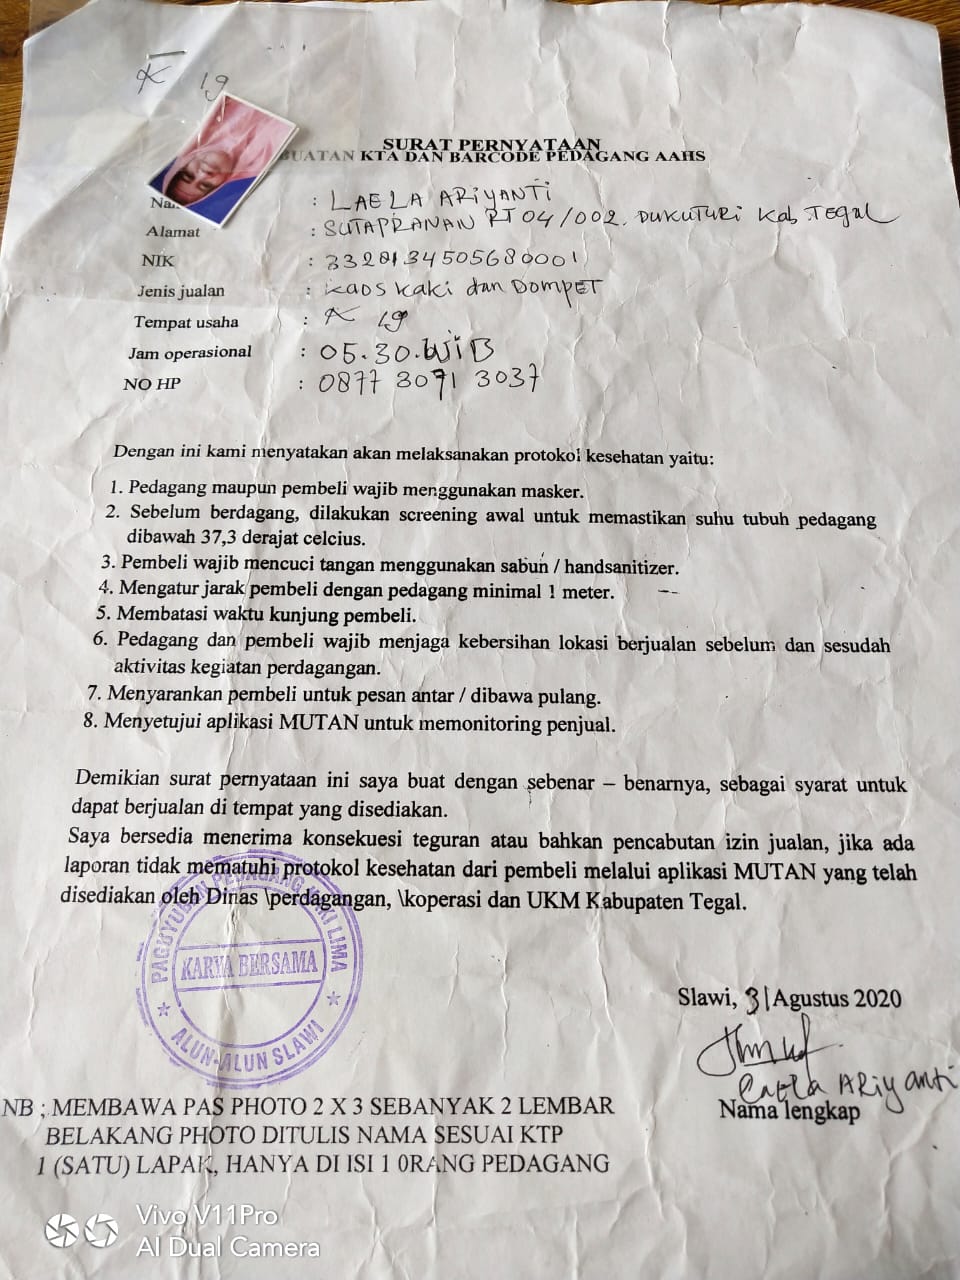 K 19
SURAT PERNYATAAN
BUATAN KTA DAN BARCODE PEDAGANG AAHS
: LAELA ARIYANTI
Alamat : SUTAPRANAN RT 04/002. DUKUTURI Kab Tegal
NIK : 3328134505680001
Jenis jualan : Kaos Kaki dan DOMPET
Tempat usaha : K 19
Jam operasional : 05.30.WIB
NO HP : 0877 3071 3037
Dengan ini kami menyatakan akan melaksanakan protokol kesehatan yaitu:
1. Pedagang maupun pembeli wajib menggunakan masker.
2. Sebelum berdagang, dilakukan screening awal untuk memastikan suhu tubuh pedagang
dibawah 37,3 derajat celcius.
3. Pembeli wajib mencuci tangan menggunakan sabun / handsanitizer.
4. Mengatur jarak pembeli dengan pedagang minimal 1 meter.
5. Membatasi waktu kunjung pembeli.
6. Pedagang dan pembeli wajib menjaga kebersihan lokasi berjualan sebelum dan sesudah
aktivitas kegiatan perdagangan.
7. Menyarankan pembeli untuk pesan antar / dibawa pulang.
8. Menyetujui aplikasi MUTAN untuk memonitoring penjual.
Demikian surat pernyataan ini saya buat dengan sebenar – benarnya, sebagai syarat untuk
dapat berjualan di tempat yang disediakan.
Saya bersedia menerima konsekuesi teguran atau bahkan pencabutan izin jualan, jika ada
laporan tidak mematuhi protokol kesehatan dari pembeli melalui aplikasi MUTAN yang telah
disediakan oleh Dinas \perdagangan, \koperasi dan UKM Kabupaten Tegal.
PAGUYUBAN PEDAGANG KAKI LIMA
KARYA BERSAMA
ALUN-ALUN SLAWI
Slawi, 31 Agustus 2020
Laela ARiyanti
Nama lengkap
NB ; MEMBAWA PAS PHOTO 2 X 3 SEBANYAK 2 LEMBAR
BELAKANG PHOTO DITULIS NAMA SESUAI KTP
1 (SATU) LAPAK, HANYA DI ISI 1 0RANG PEDAGANG
Vivo V11Pro
AI Dual Camera